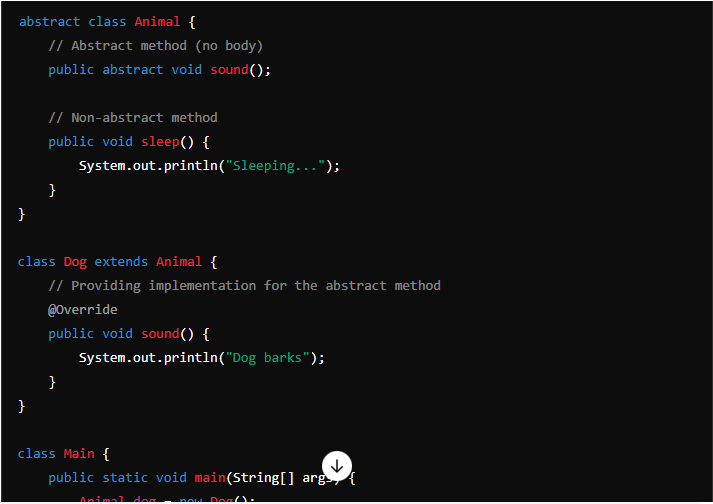 abstract class Animal {
    // Abstract method (no body)
    public abstract void sound();

    // Non-abstract method
    public void sleep() {
        System.out.println("Sleeping...");
    }
}

class Dog extends Animal {
    // Providing implementation for the abstract method
    @Override
    public void sound() {
        System.out.println("Dog barks");
    }
}

class Main {
    public static void main(String[] args) {
        Animal dog = new Dog();